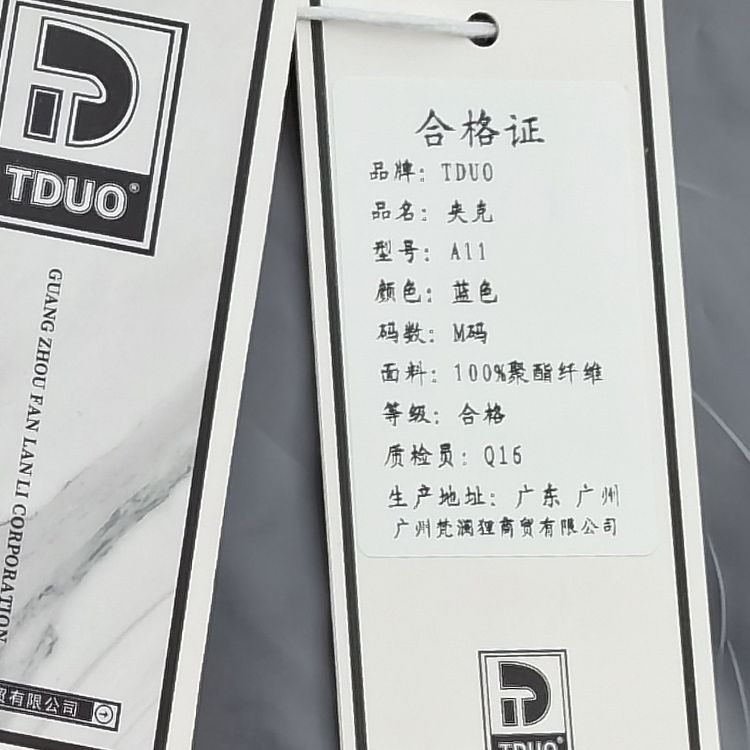 TDUO®
GUANG ZHOU FAN LAN LI CORPORATION
贸有限公司
合格证
品牌：TDUO
品名：夹克
型号：A11
颜色：蓝色
码数：M码
面料：100%聚酯纤维
等级：合格
质检员：Q16
生产地址：广东 广州
广州梵澜狸商贸有限公司
TDUO